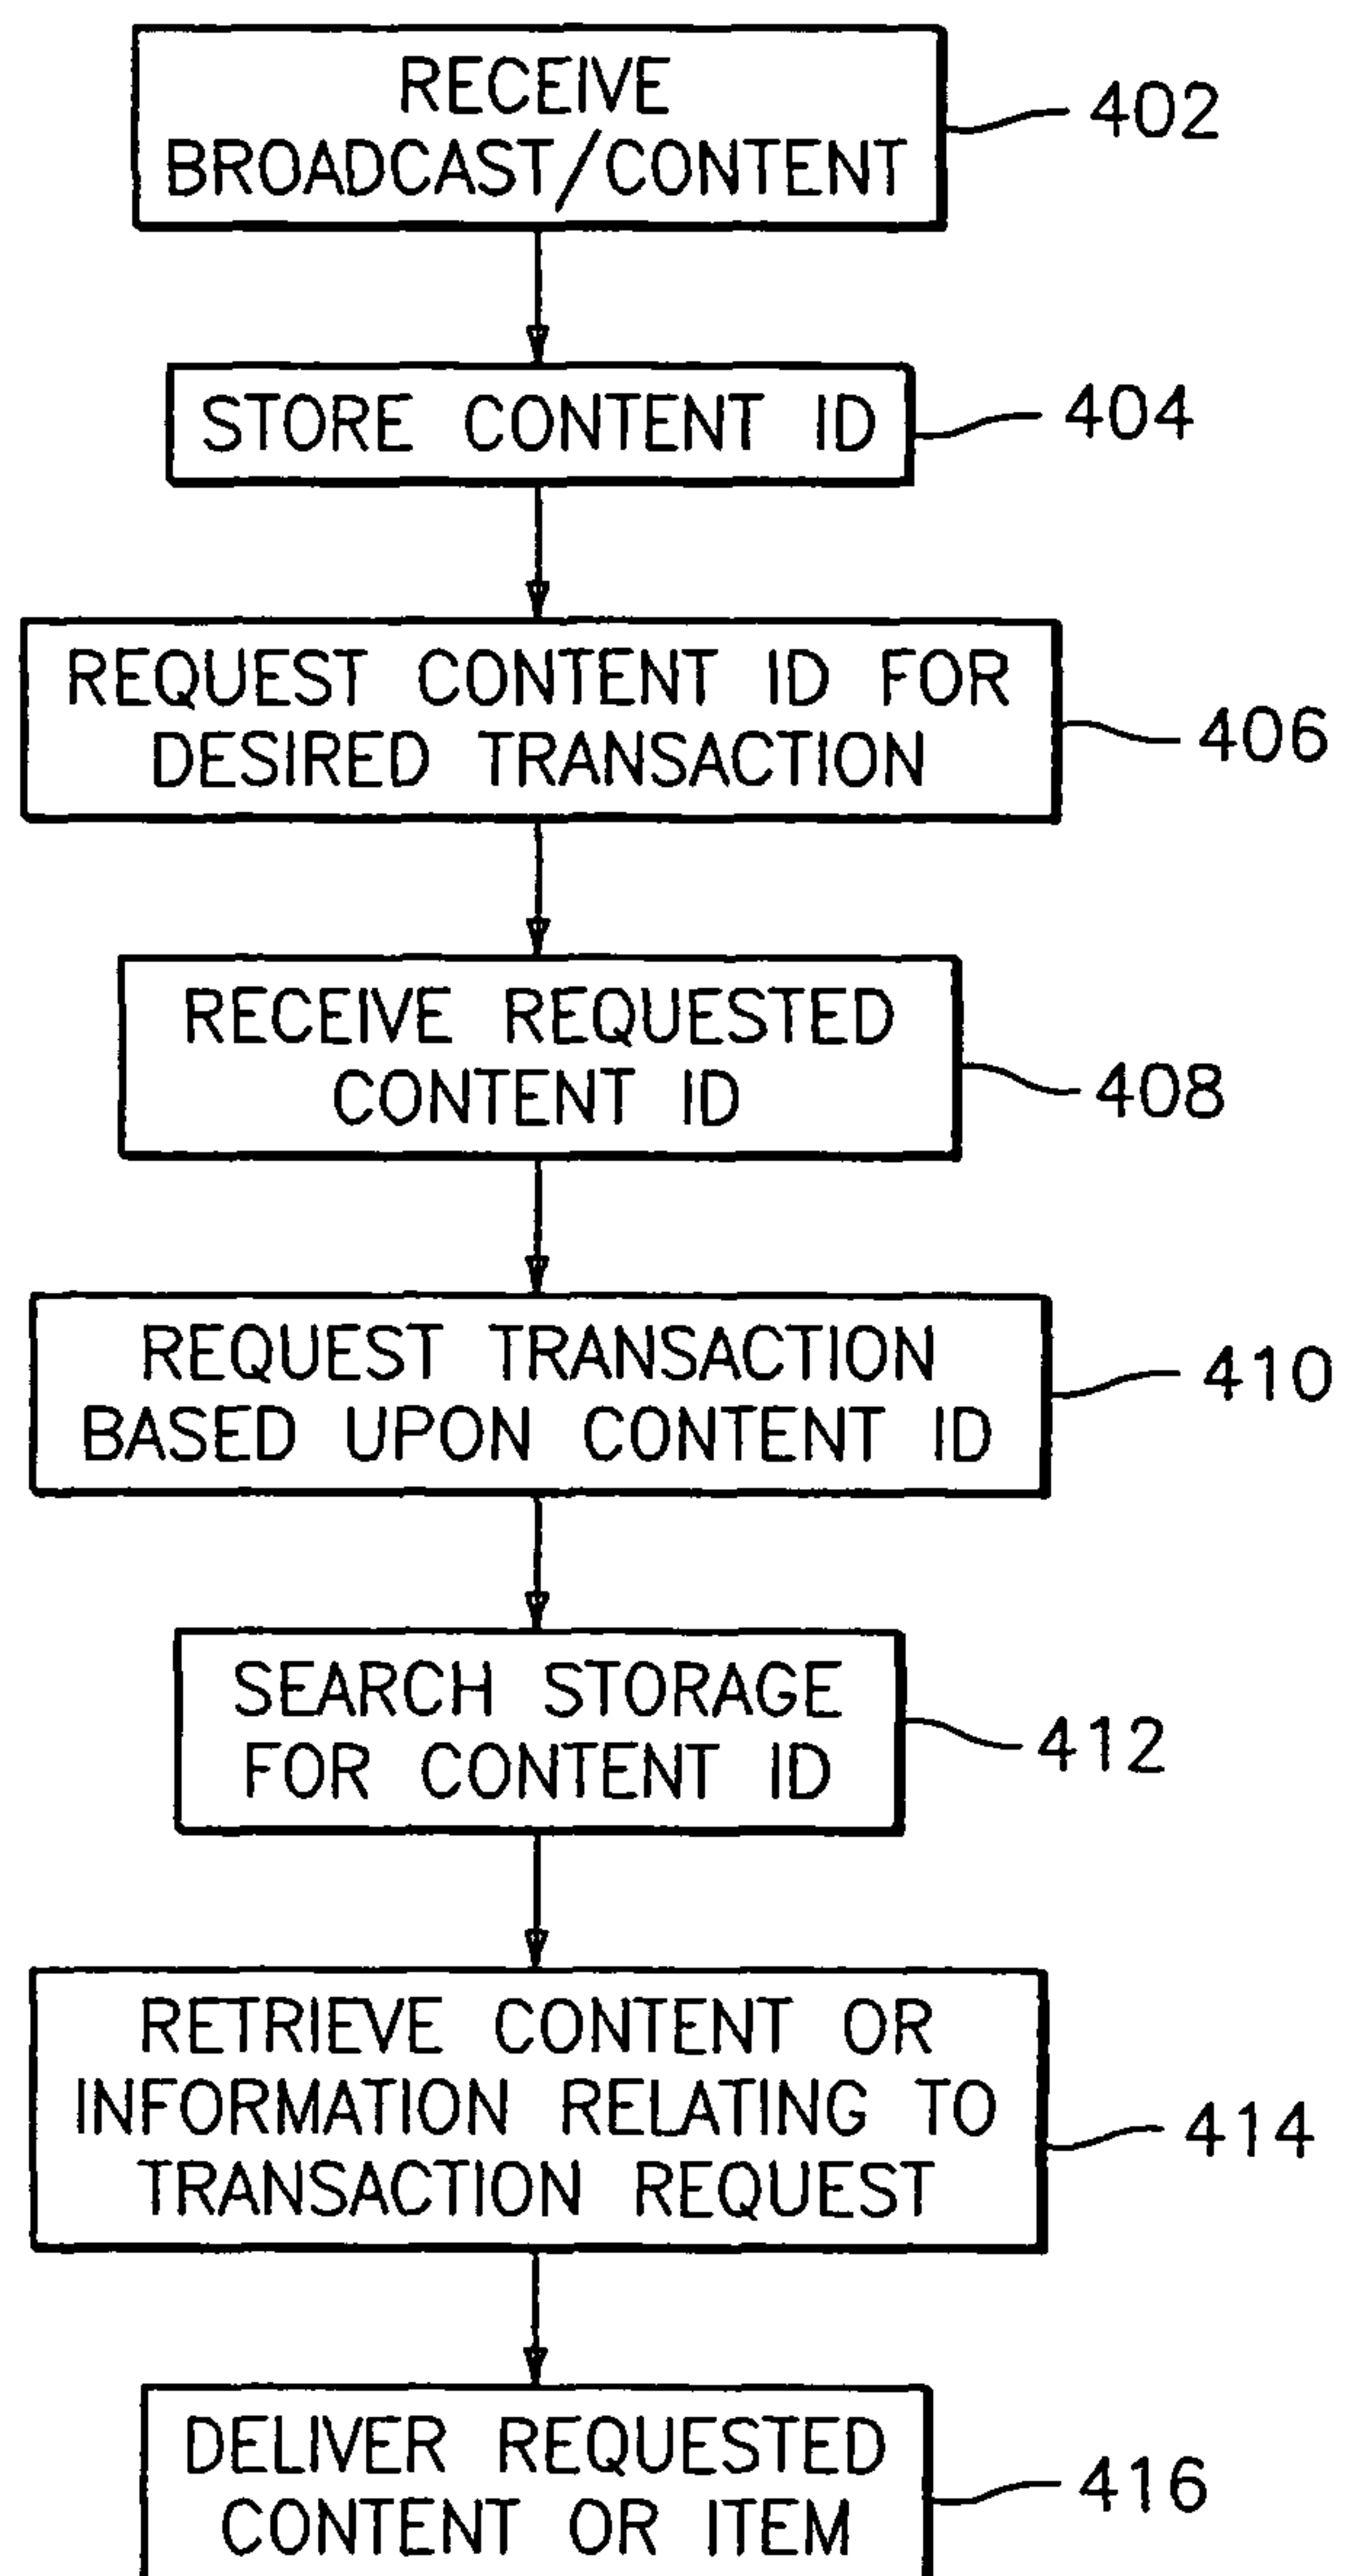 RECEIVE
BROADCAST/CONTENT
402
STORE CONTENT ID
404
REQUEST CONTENT ID FOR
DESIRED TRANSACTION
406
RECEIVE REQUESTED
CONTENT ID
408
REQUEST TRANSACTION
BASED UPON CONTENT ID
410
SEARCH STORAGE
FOR CONTENT ID
412
RETRIEVE CONTENT OR
INFORMATION RELATING TO
TRANSACTION REQUEST
414
DELIVER REQUESTED
CONTENT OR ITEM
416